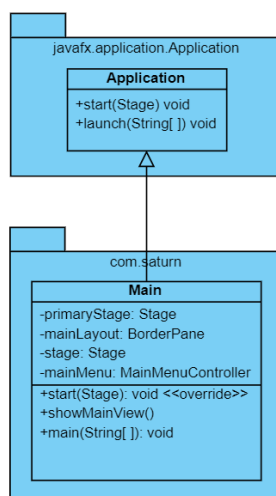 javafx.application.Application
Application
+start(Stage) void
+launch(String[ ]) void
com.saturn
Main
-primaryStage: Stage
-mainLayout: BorderPane
-stage: Stage
-mainMenu: MainMenuController
+start(Stage): void <<override>>
+showMainView()
+main(String[ ]): void